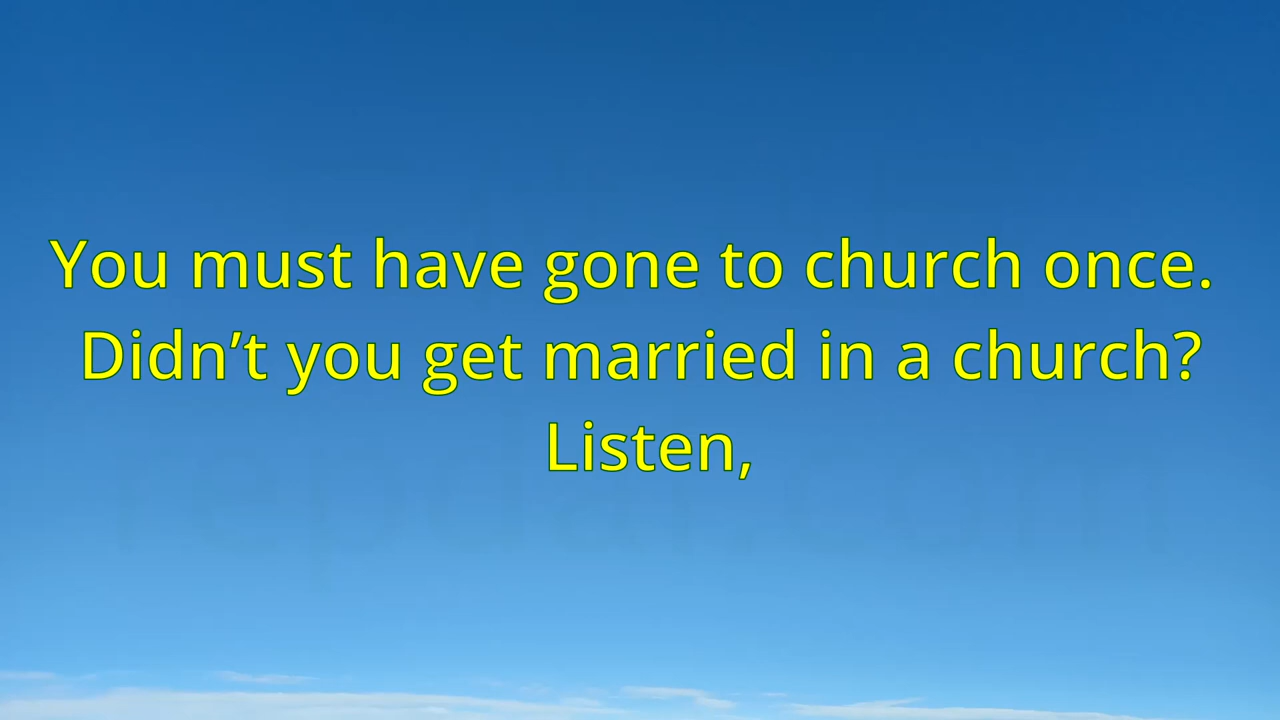 You must have gone to church once.
Didn’t you get married in a church?
Listen,